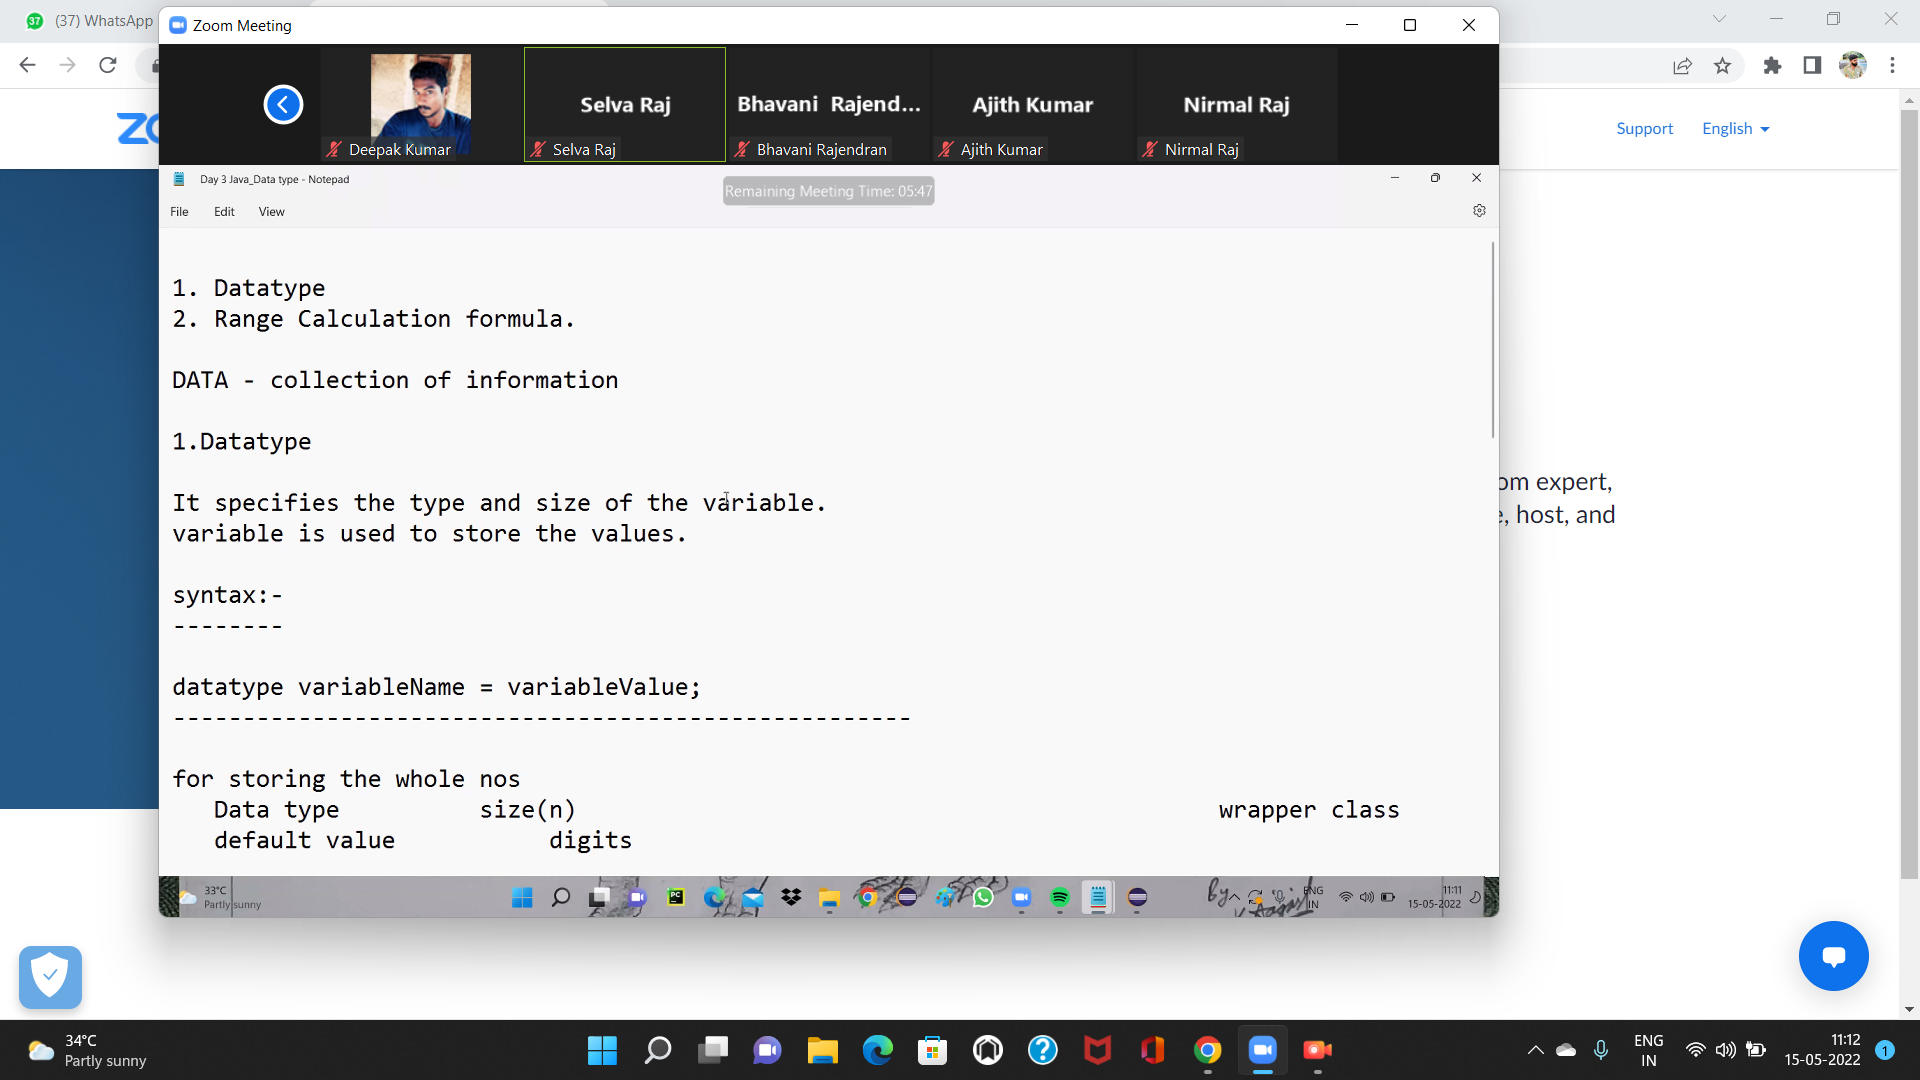 37
(37) WhatsApp
Zoom Meeting
Selva Raj
Bhavani Rajend...
Ajith Kumar
Nirmal Raj
Deepak Kumar
Selva Raj
Bhavani Rajendran
Ajith Kumar
Nirmal Raj
Support
English
Day 3 Java_Data type - Notepad
Remaining Meeting Time: 05:47
File
Edit
View
1. Datatype
2. Range Calculation formula.
DATA - collection of information
1.Datatype
It specifies the type and size of the variable.
variable is used to store the values.
om expert,
e, host, and
syntax:-
--------
datatype variableName = variableValue;
-----------------------------------------------------
for storing the whole nos
Data type size(n) wrapper class
default value digits
33°C
Partly sunny
PC
by
ENG
IN
11:11
15-05-2022
34°C
Partly sunny
ENG
IN
11:12
15-05-2022
1